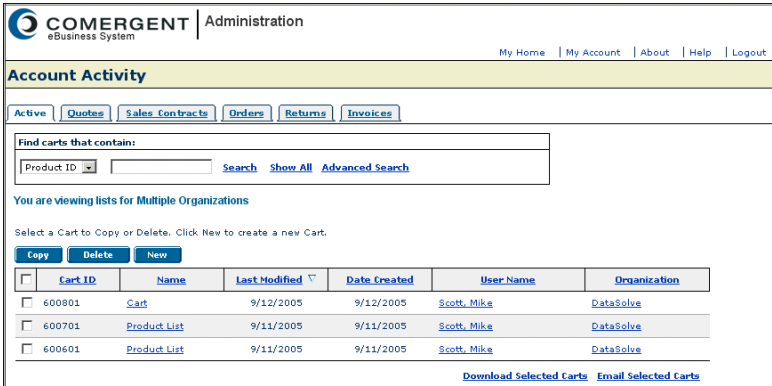 COMERGENT Administration
eBusiness System
My Home | My Account | About | Help | Logout
Account Activity
Active Quotes Sales Contracts Orders Returns Invoices
Find carts that contain:
Product ID Search Show All Advanced Search
You are viewing lists for Multiple Organizations
Select a Cart to Copy or Delete. Click New to create a new Cart.
Copy Delete New
Cart ID Name Last Modified Date Created User Name Organization
600801 Cart 9/12/2005 9/12/2005 Scott, Mike DataSolve
600701 Product List 9/11/2005 9/11/2005 Scott, Mike DataSolve
600601 Product List 9/11/2005 9/11/2005 Scott, Mike DataSolve
Download Selected Carts Email Selected Carts